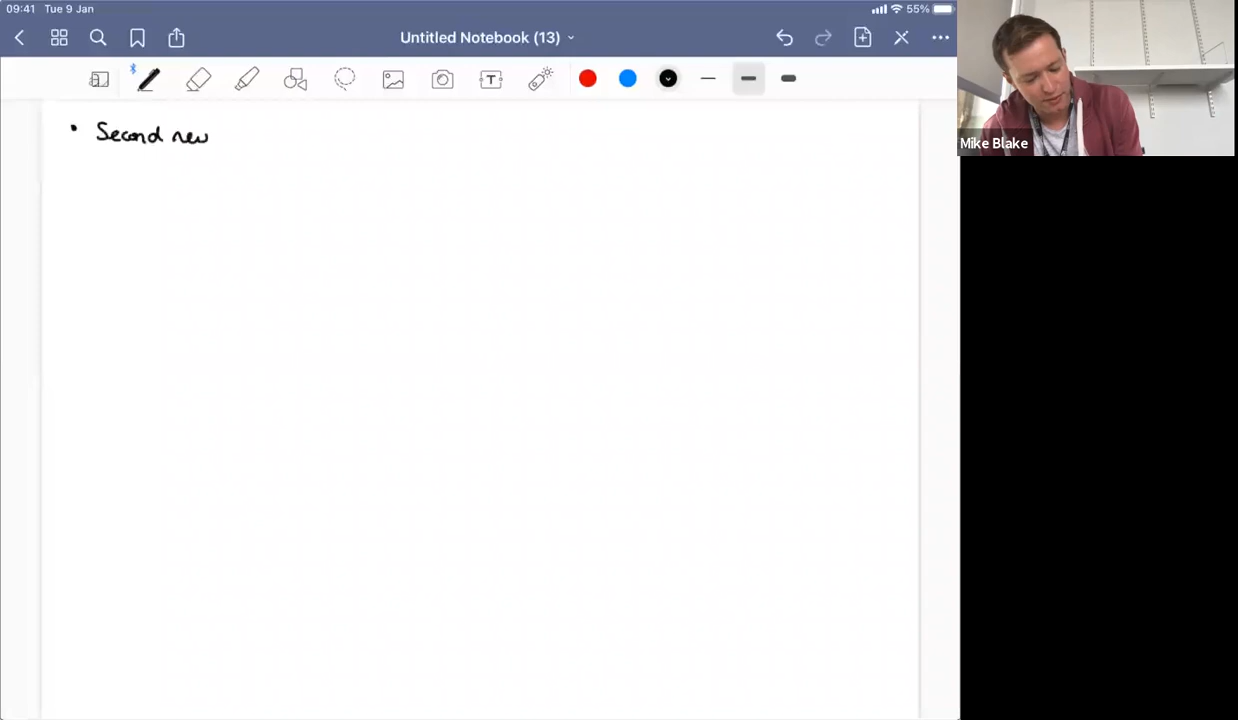 09:41 Tue 9 Jan
55%
Untitled Notebook (13)
T
• Second new
Mike Blake